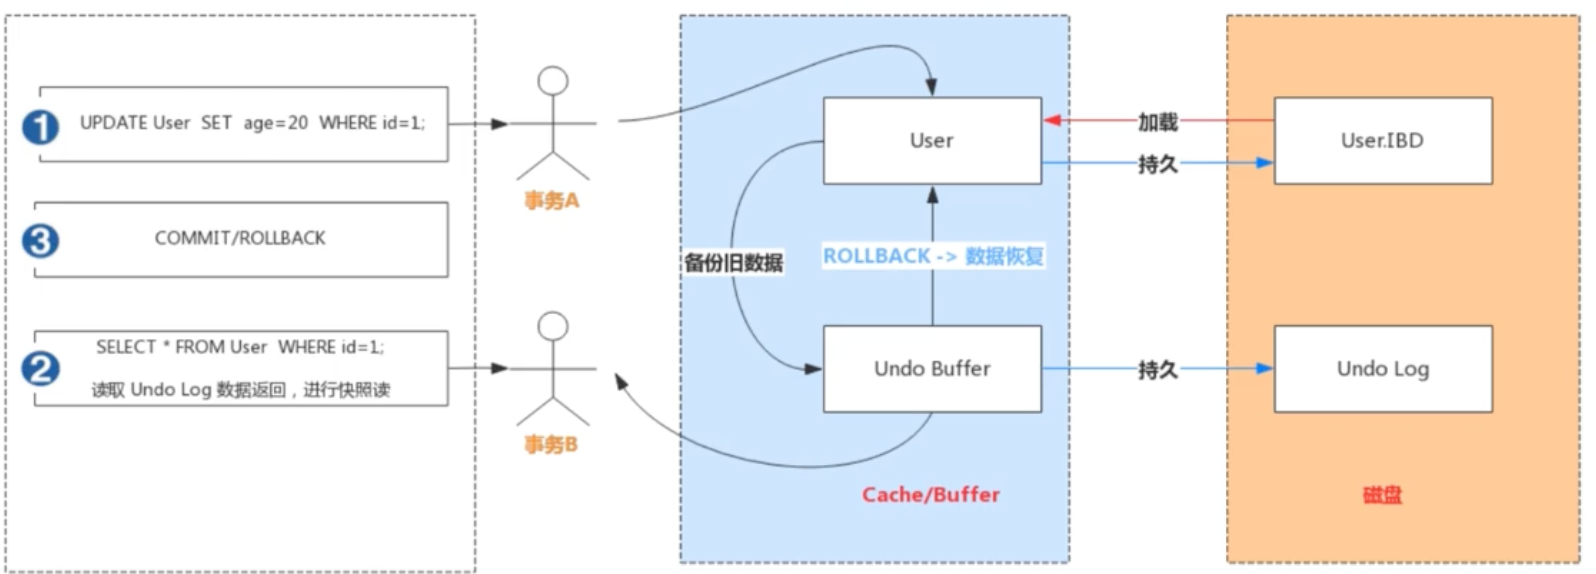 1
UPDATE User SET age=20 WHERE id=1;
事务A
3
COMMIT/ROLLBACK
2
SELECT * FROM User WHERE id=1;
读取 Undo Log 数据返回，进行快照读
事务B
User
备份旧数据
ROLLBACK -> 数据恢复
Undo Buffer
Cache/Buffer
加载
持久
持久
User.IBD
Undo Log
磁盘